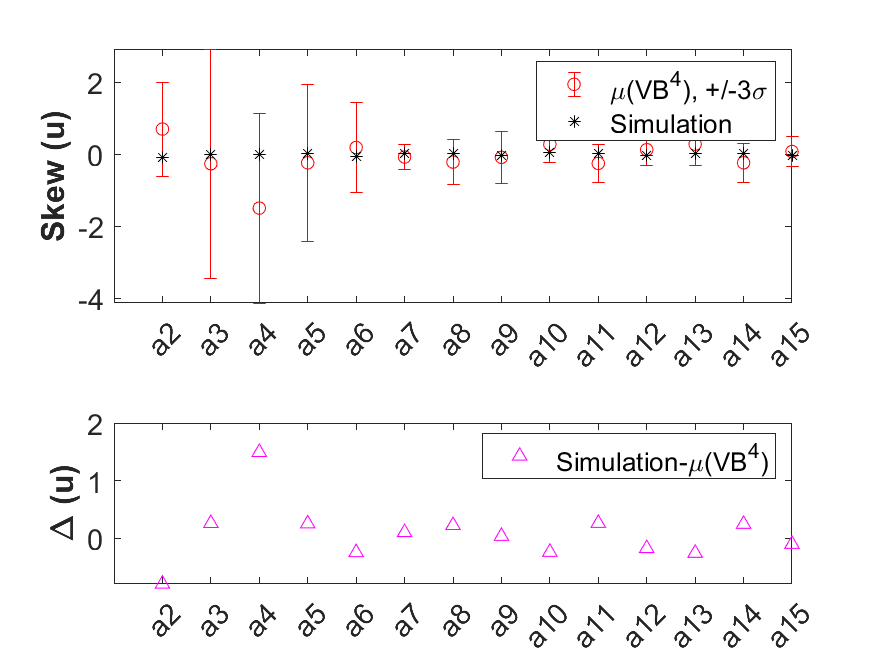 2
0
-2
-4
Skew (u)
μ(VB⁴), +/-3σ
Simulation
a2 a3 a4 a5 a6 a7 a8 a9 a10 a11 a12 a13 a14 a15
2
1
0
Δ (u)
Simulation-μ(VB⁴)
a2 a3 a4 a5 a6 a7 a8 a9 a10 a11 a12 a13 a14 a15